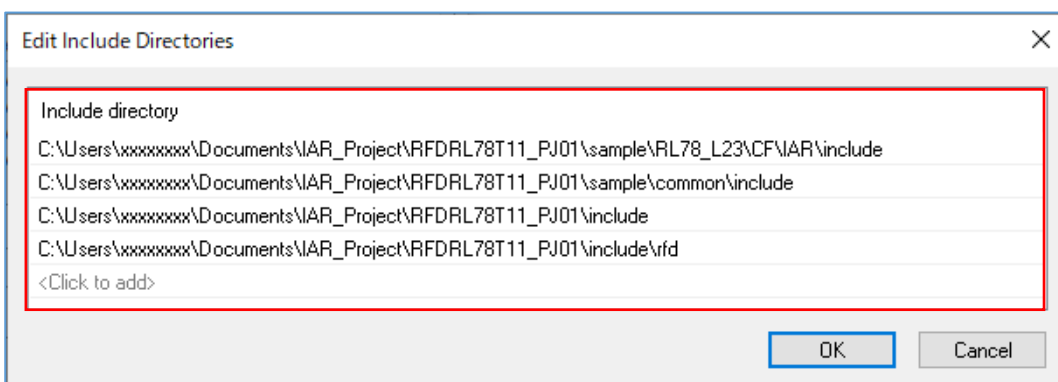 Edit Include Directories
Include directory
C:\Users\xxxxxxxx\Documents\IAR_Project\RFDRL78T11_PJ01\sample\RL78_L23\CF\IAR\include
C:\Users\xxxxxxxx\Documents\IAR_Project\RFDRL78T11_PJ01\sample\common\include
C:\Users\xxxxxxxx\Documents\IAR_Project\RFDRL78T11_PJ01\include
C:\Users\xxxxxxxx\Documents\IAR_Project\RFDRL78T11_PJ01\include\rfd
<Click to add>
OK
Cancel